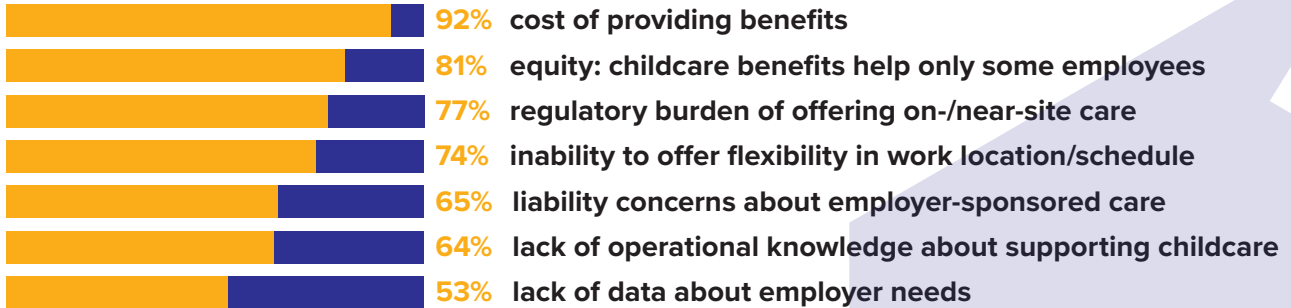 92% cost of providing benefits
81% equity: childcare benefits help only some employees
77% regulatory burden of offering on-/near-site care
74% inability to offer flexibility in work location/schedule
65% liability concerns about employer-sponsored care
64% lack of operational knowledge about supporting childcare
53% lack of data about employer needs